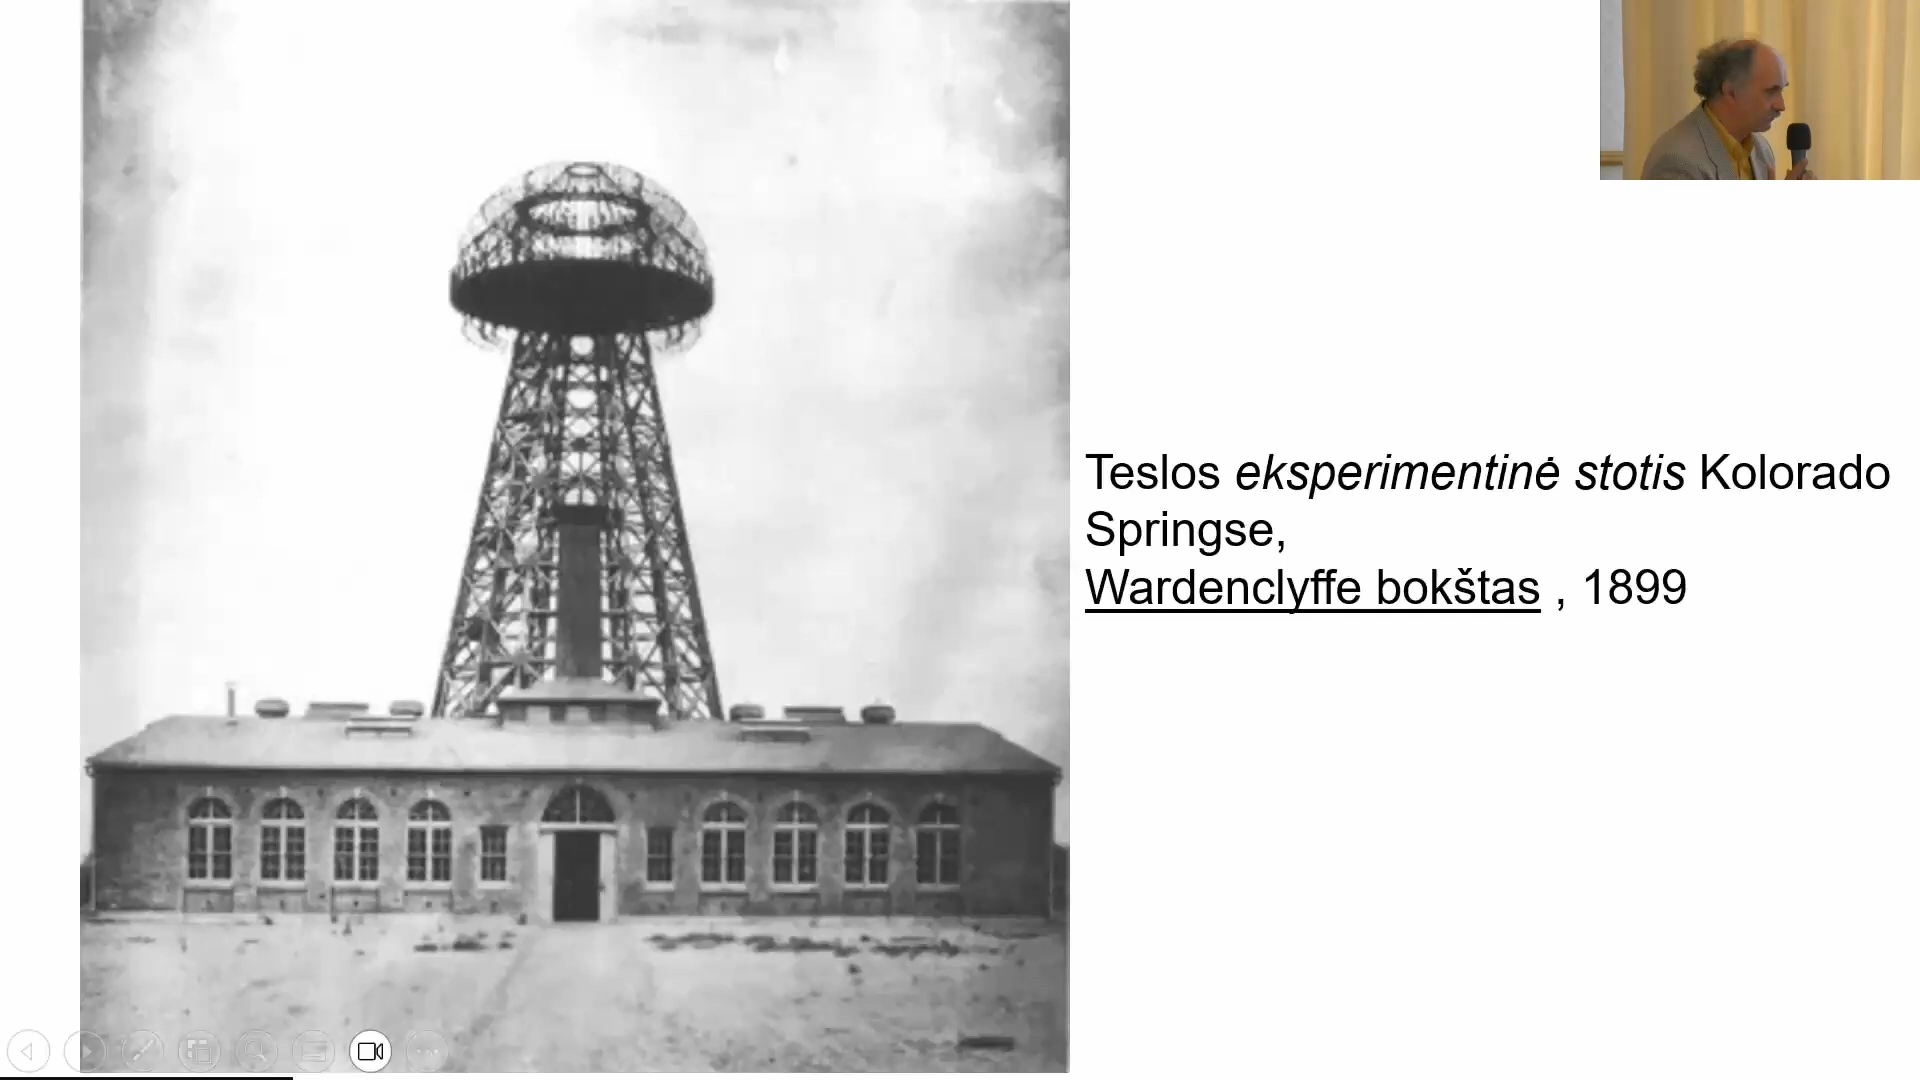 Teslos eksperimentinė stotis Kolorado
Springse,
Wardenclyffe bokštas , 1899